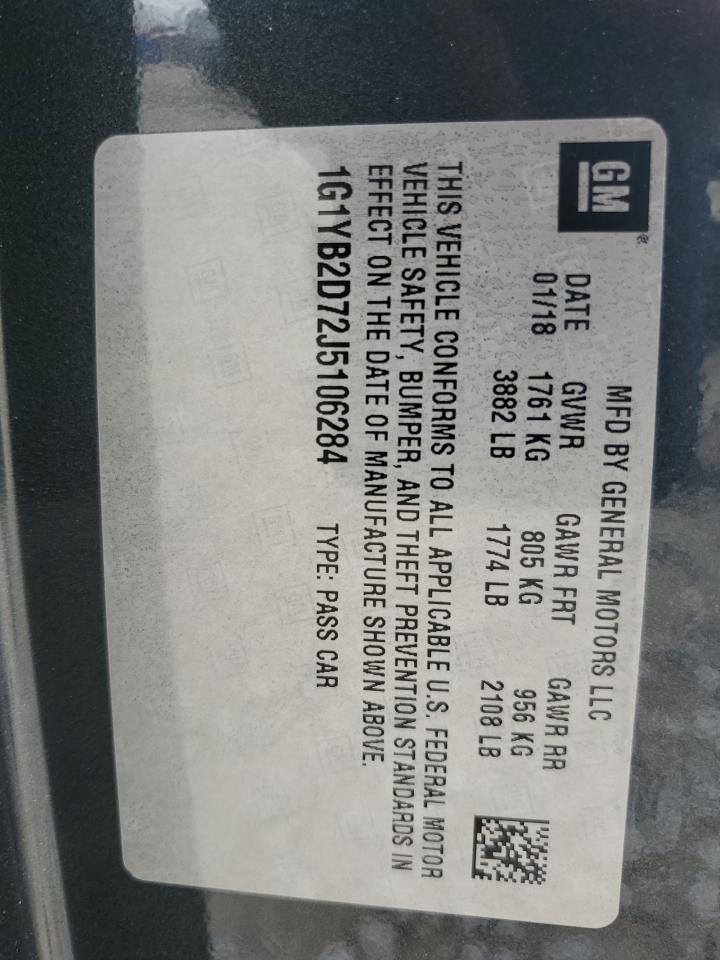 GM®
MFD BY GENERAL MOTORS LLC
DATE GVWR GAWR FRT GAWR RR
01/18 1761 KG 805 KG 956 KG
3882 LB 1774 LB 2108 LB
THIS VEHICLE CONFORMS TO ALL APPLICABLE U.S. FEDERAL MOTOR
VEHICLE SAFETY, BUMPER, AND THEFT PREVENTION STANDARDS IN
EFFECT ON THE DATE OF MANUFACTURE SHOWN ABOVE.
1G1YB2D72J5106284 TYPE: PASS CAR